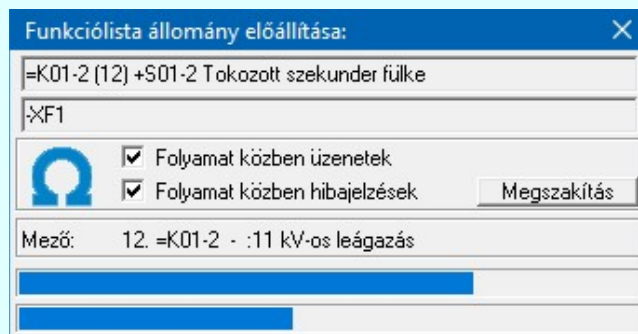 Funkciólista állomány előállítása:
=K01-2 (12) +S01-2 Tokozott szekunder fülke
-XF1
Folyamat közben üzenetek
Folyamat közben hibajelzések Megszakítás
Mező: 12. =K01-2 - :11 kV-os leágazás